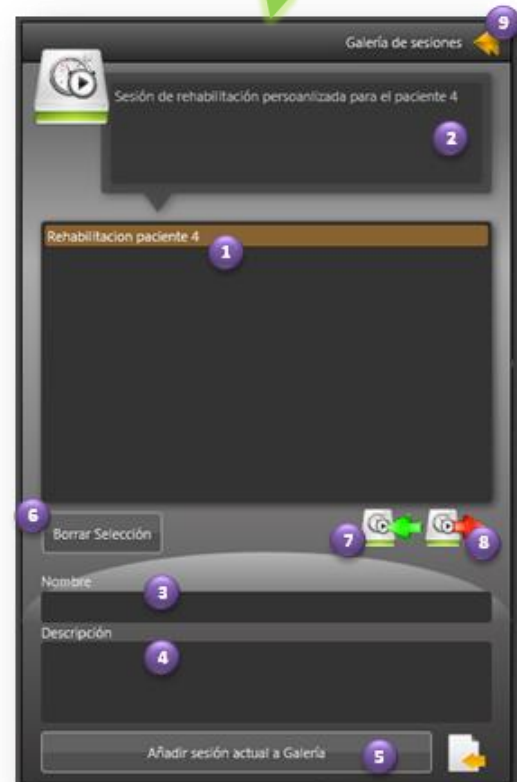 9
Galería de sesiones
Sesión de rehabilitación persoanlizada para el paciente 4
2
Rehabilitacion paciente 4
1
6
Borrar Selección
7
8
Nombre
3
Descripción
4
Añadir sesión actual a Galería
5